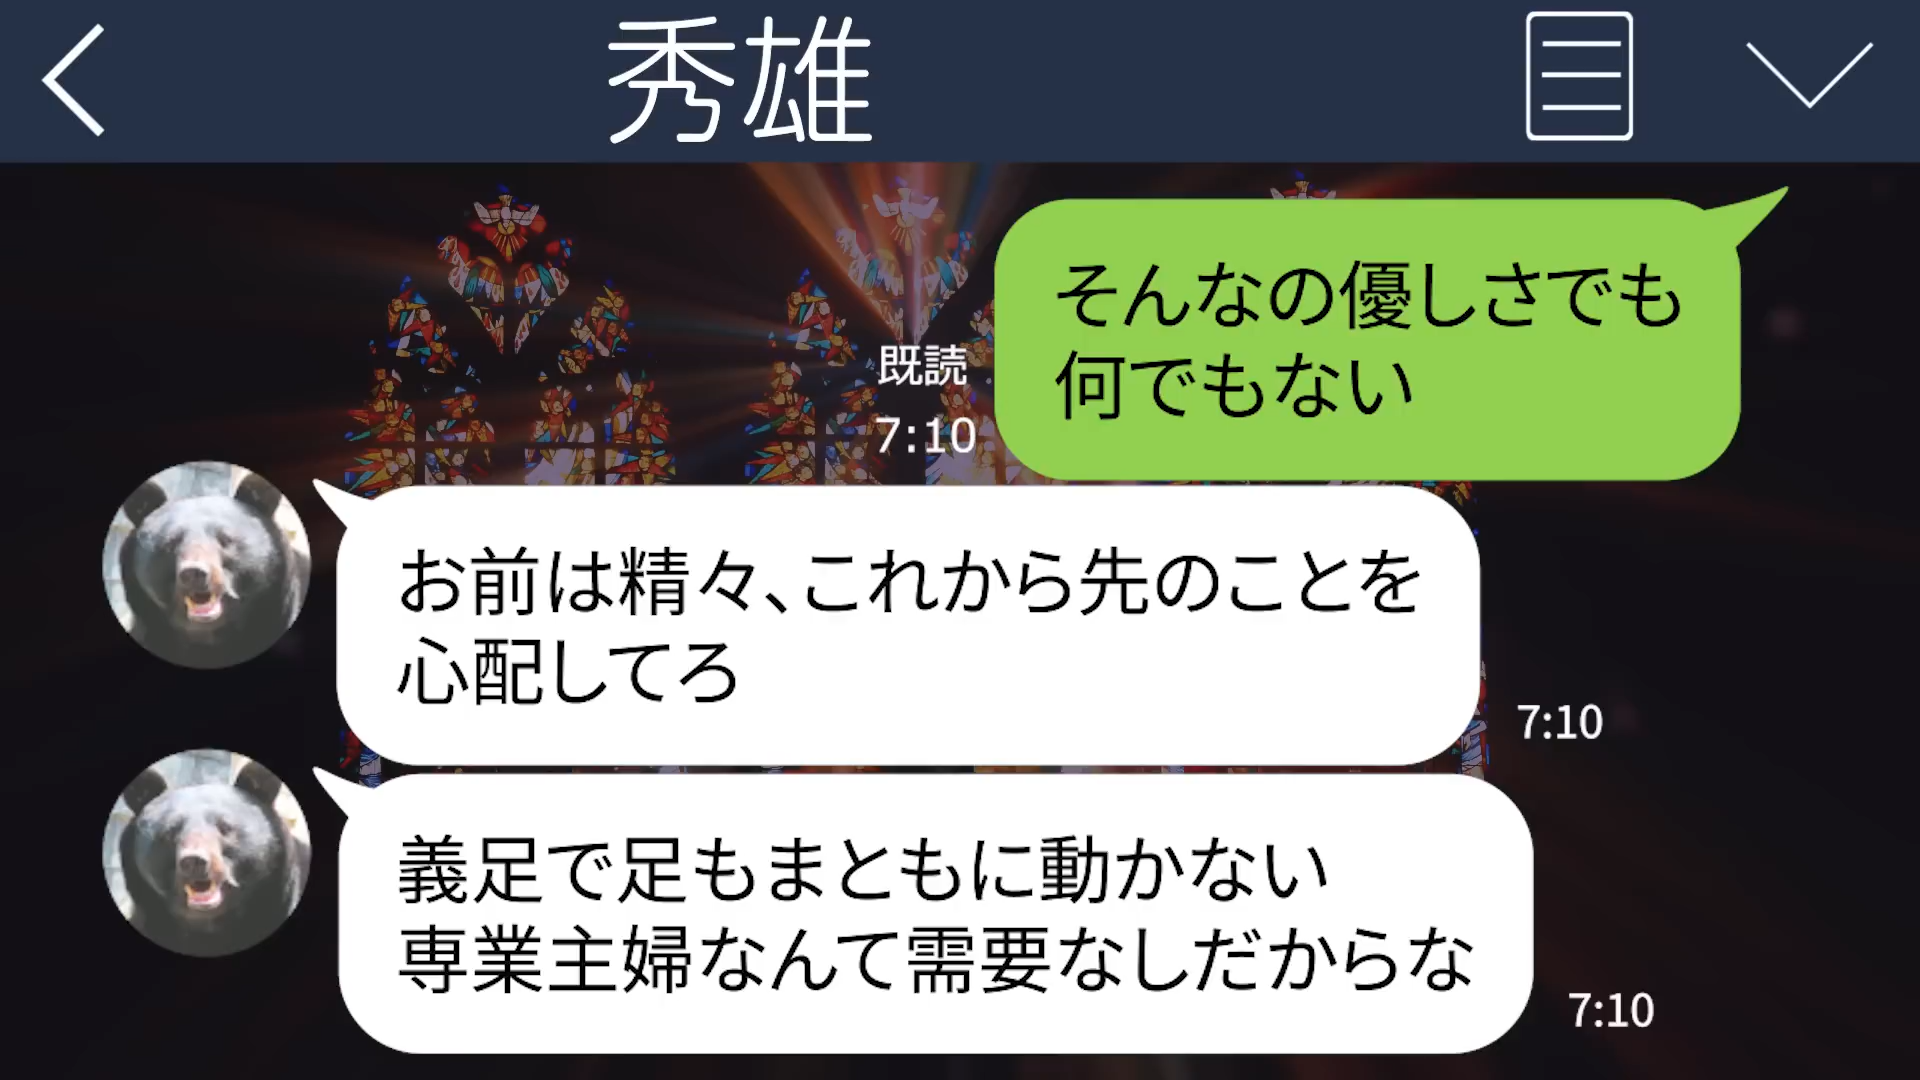 秀雄
そんなの優しさでも
何でもない
既読
7:10
お前は精々、これから先のことを
心配してろ
7:10
義足で足もまともに動かない
専業主婦なんて需要なしだからな
7:10